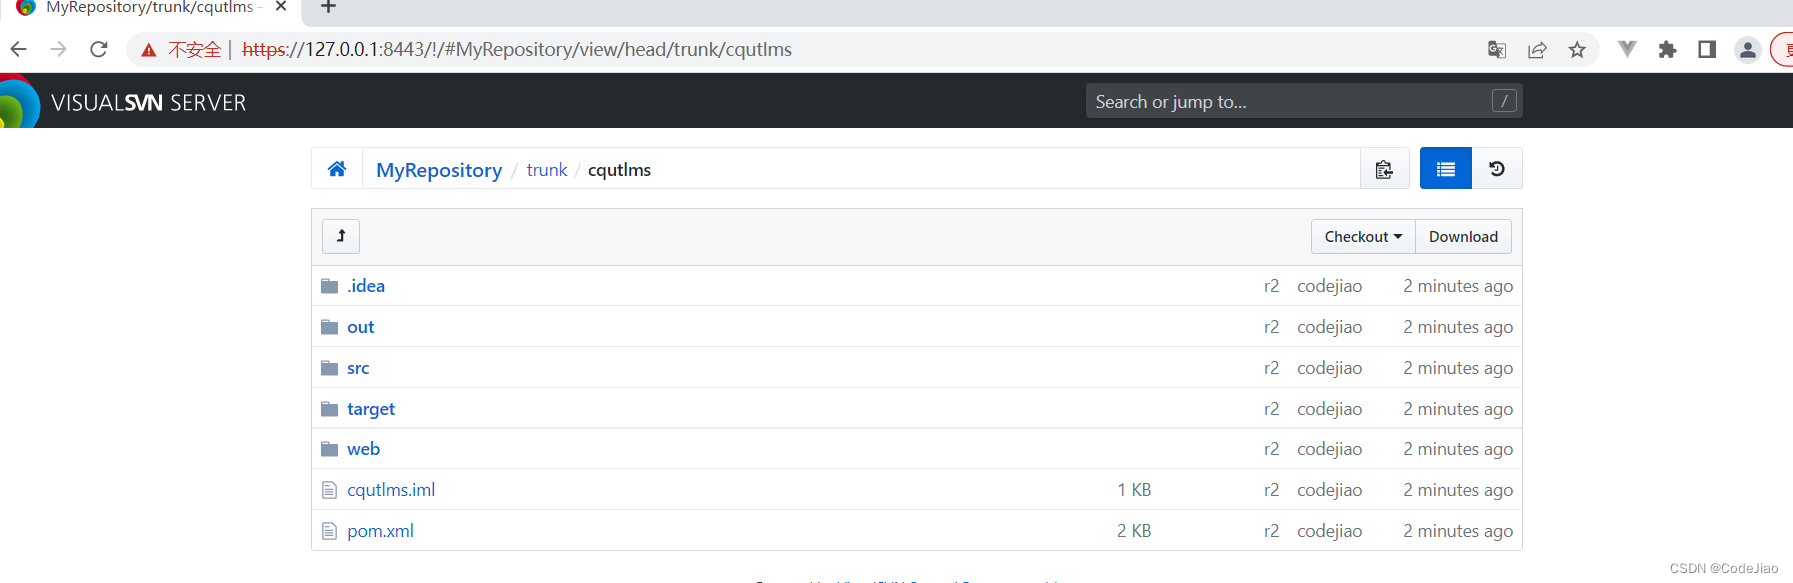 MyRepository/trunk/cqutlms -
不安全 | https://127.0.0.1:8443/!/#MyRepository/view/head/trunk/cqutlms
VISUALSVN SERVER
Search or jump to... /
MyRepository / trunk / cqutlms
Checkout Download
.idea r2 codejiao 2 minutes ago
out r2 codejiao 2 minutes ago
src r2 codejiao 2 minutes ago
target r2 codejiao 2 minutes ago
web r2 codejiao 2 minutes ago
cqutlms.iml 1 KB r2 codejiao 2 minutes ago
pom.xml 2 KB r2 codejiao 2 minutes ago
CSDN @CodeJiao